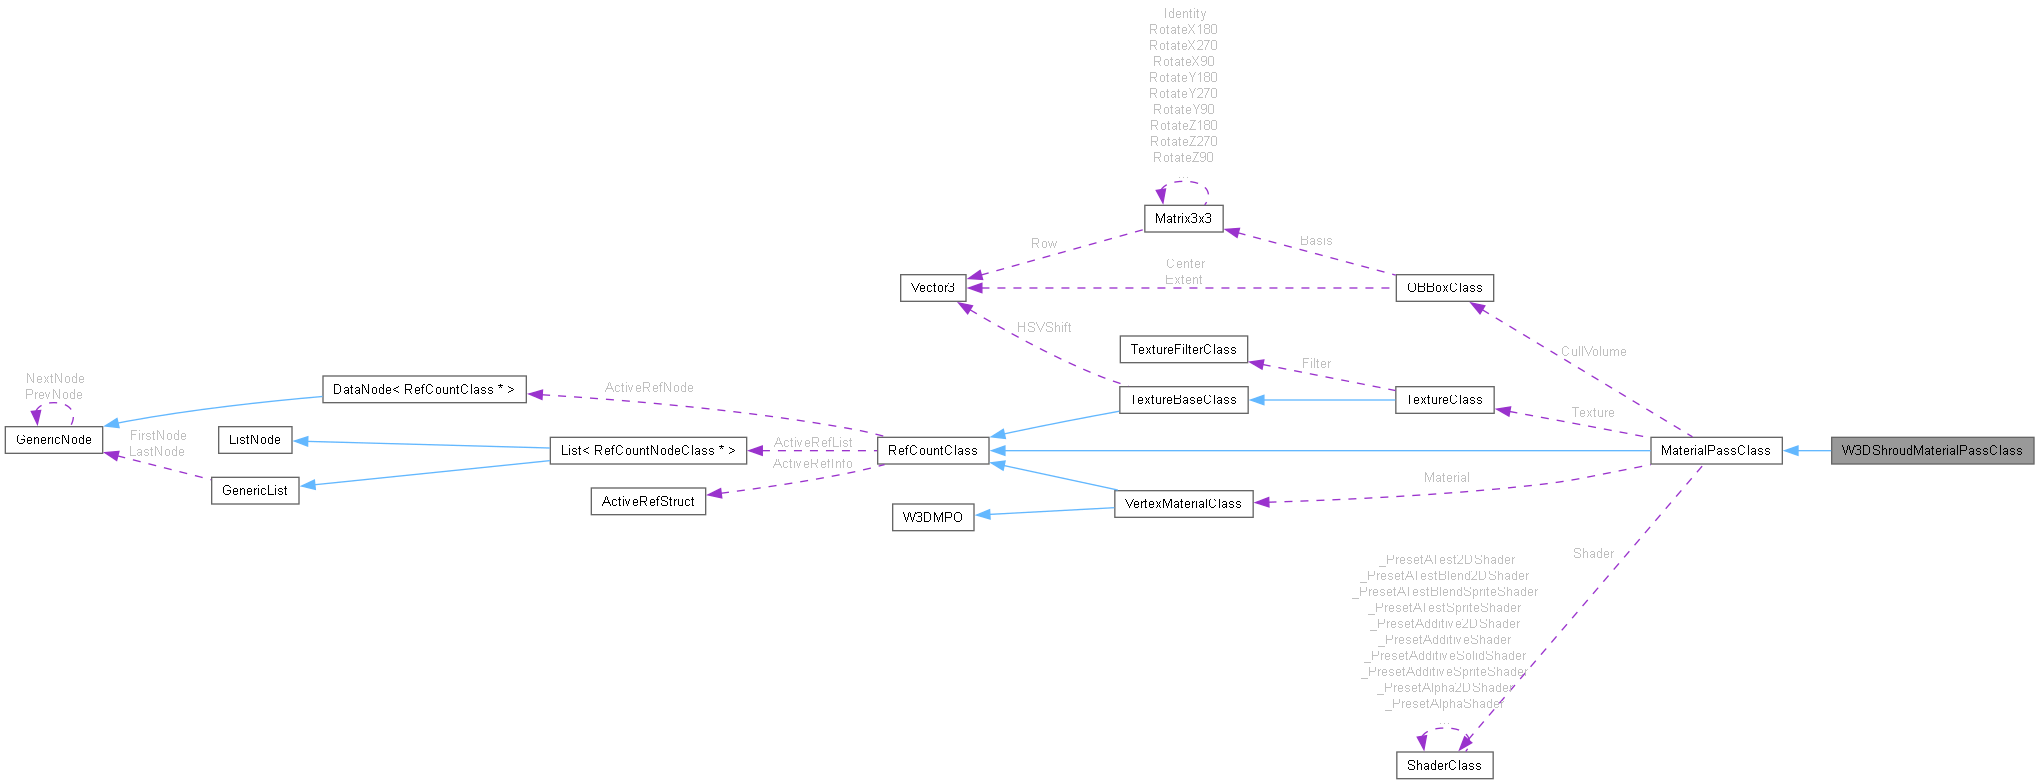 Identity
RotateX180
RotateX270
RotateX90
RotateY180
RotateY270
RotateY90
RotateZ180
RotateZ270
RotateZ90
...
Matrix3x3
Row
Basis
Center
Extent
Vector3
OBBoxClass
HSVShift
CullVolume
TextureFilterClass
Filter
NextNode
PrevNode
DataNode< RefCountClass * >
ActiveRefNode
TextureBaseClass
TextureClass
Texture
GenericNode
FirstNode
LastNode
ListNode
List< RefCountNodeClass * >
ActiveRefList
ActiveRefInfo
RefCountClass
MaterialPassClass
W3DShroudMaterialPassClass
GenericList
ActiveRefStruct
W3DMPO
VertexMaterialClass
Material
Shader
_PresetATest2DShader
_PresetATestBlend2DShader
_PresetATestBlendSpriteShader
_PresetATestSpriteShader
_PresetAdditive2DShader
_PresetAdditiveShader
_PresetAdditiveSolidShader
_PresetAdditiveSpriteShader
_PresetAlpha2DShader
_PresetAlphaShader
...
ShaderClass